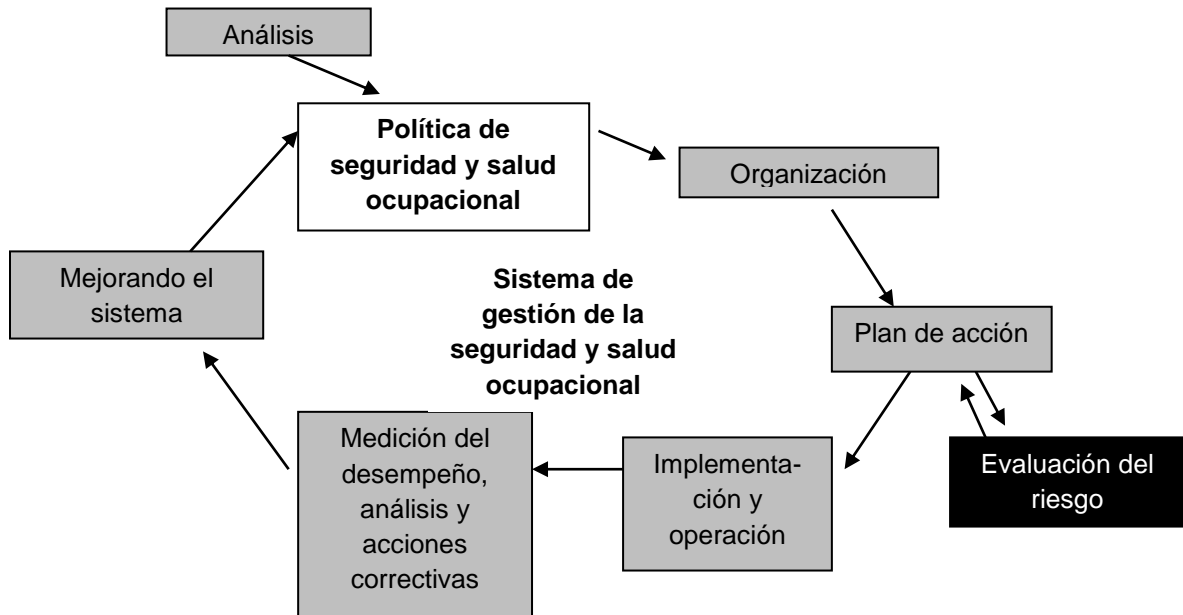 Análisis
Política de
seguridad y salud
ocupacional
Organización
Mejorando el
sistema
Sistema de
gestión de la
seguridad y salud
ocupacional
Plan de acción
Medición del
desempeño,
análisis y
acciones
correctivas
Implementa-
ción y
operación
Evaluación del
riesgo